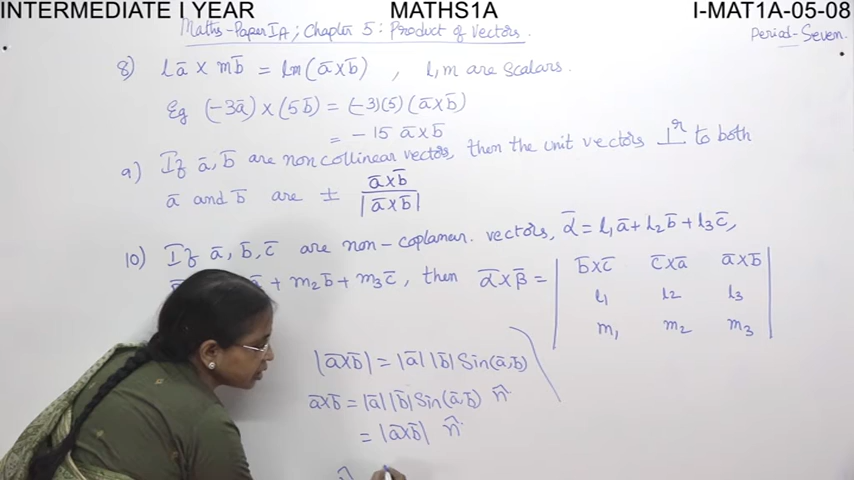 INTERMEDIATE I YEAR MATHS1A I-MAT1A-05-08
Maths-Paper IA; Chapter 5: Product of Vectors. Period-Seven.
8) la̅ × mb̅ = lm(a̅×b̅) , l,m are scalars.
Eg (-3a̅)×(5b̅) = (-3)(5)(a̅×b̅)
= -15 a̅×b̅
9) If a̅, b̅ are noncollinear vectors, then the unit vectors ⊥r to both
a̅ and b̅ are ± a̅×b̅ / |a̅×b̅|
10) If a̅, b̅, c̅ are non-coplanar vectors, α̅ = l₁a̅ + l₂b̅ + l₃c̅,
a̅ + m₂b̅ + m₃c̅, then α̅×β̅ = | b̅×c̅ c̅×a̅ a̅×b̅ |
| l₁ l₂ l₃ |
| m₁ m₂ m₃ |
|a̅×b̅| = |a̅| |b̅| Sin(a̅,b̅)
a̅×b̅ = |a̅| |b̅| Sin(a̅,b̅) n̂
= |a̅×b̅| n̂